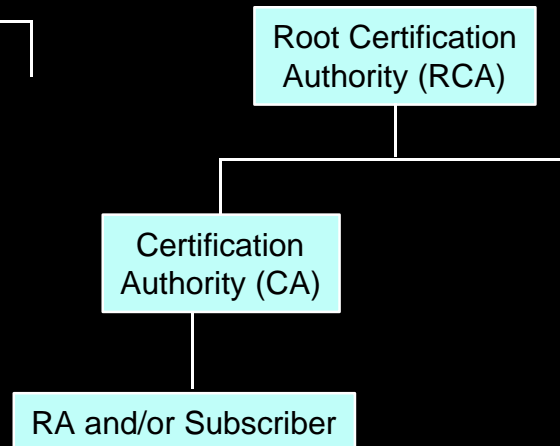 Root Certification
Authority (RCA)
Certification
Authority (CA)
RA and/or Subscriber